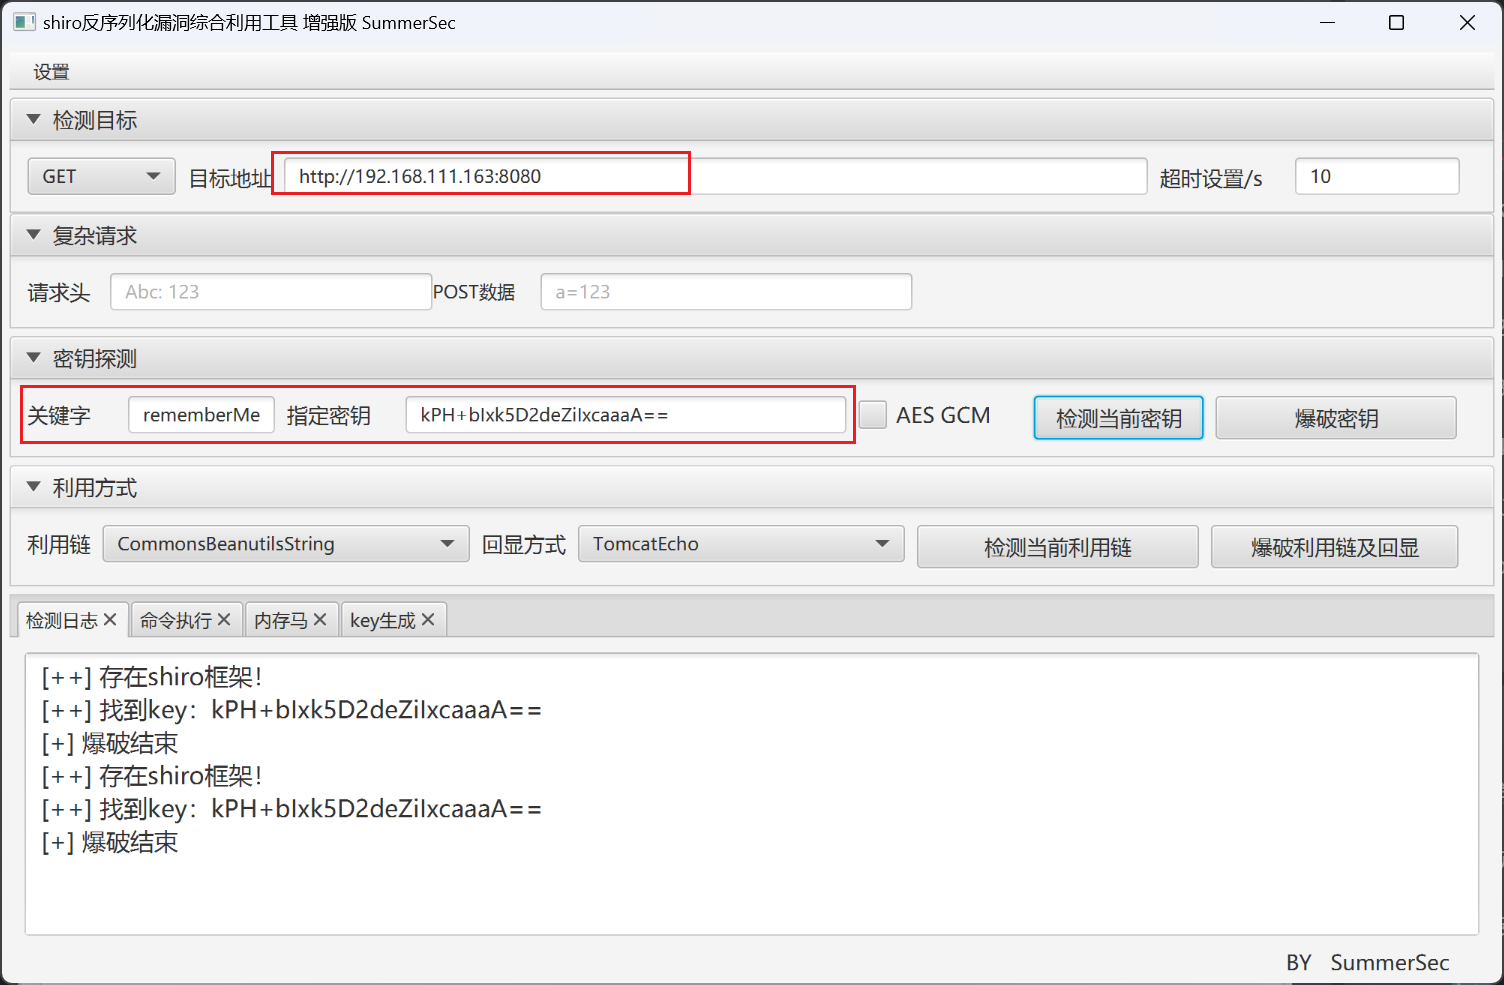 shiro反序列化漏洞综合利用工具 增强版 SummerSec
设置
检测目标
GET 目标地址 http://192.168.111.163:8080 超时设置/s 10
复杂请求
请求头 Abc: 123 POST数据 a=123
密钥探测
关键字 rememberMe 指定密钥 kPH+bIxk5D2deZiIxcaaaA== AES GCM 检测当前密钥 爆破密钥
利用方式
利用链 CommonsBeanutilsString 回显方式 TomcatEcho 检测当前利用链 爆破利用链及回显
检测日志 命令执行 内存马 key生成
[++] 存在shiro框架!
[++] 找到key：kPH+bIxk5D2deZiIxcaaaA==
[+] 爆破结束
[++] 存在shiro框架!
[++] 找到key：kPH+bIxk5D2deZiIxcaaaA==
[+] 爆破结束
BY SummerSec